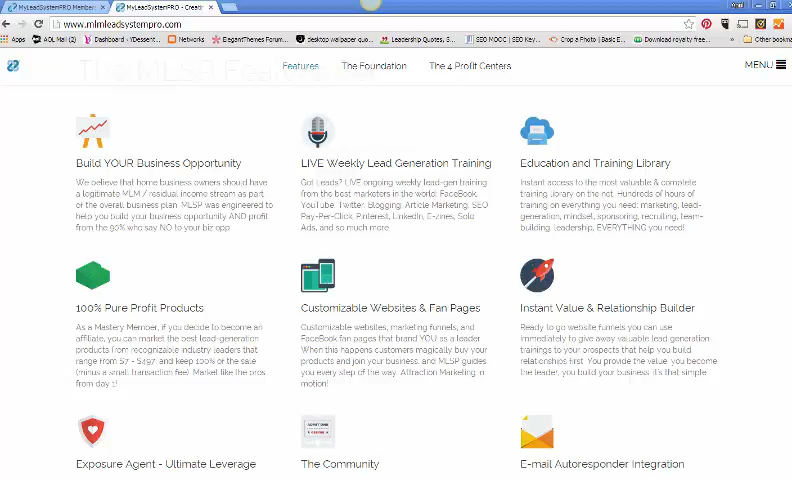 MyLeadSystemPRO Members
MyLeadSystemPRO - Creati
www.mlmleadsystempro.com
Apps
AOL Mail (2)
Dashboard ‹ YDessent...
Networks
ElegantThemes Forum...
desktop wallpaper quo...
Leadership Quotes, S...
SEO MOOC | SEO Key...
Crop a Photo | Basic E...
Download royalty free...
»
Other bookma
The MLSP Features
Features
The Foundation
The 4 Profit Centers
MENU
Build YOUR Business Opportunity
We believe that home business owners should have
a legitimate MLM / residual income stream as part
of the overall business plan. MLSP was engineered to
help you build your business opportunity AND profit
from the 90% who say NO to your biz opp.
LIVE Weekly Lead Generation Training
Got Leads? LIVE ongoing weekly lead-gen training
from the best marketers in the world: FaceBook,
YouTube, Twitter, Blogging, Article Marketing, SEO
Pay-Per-Click, Pinterest, LinkedIn, E-zines, Solo
Ads, and so much more.
Education and Training Library
Instant access to the most valuable & complete
training library on the net. Hundreds of hours of
training on everything you need: marketing, lead-
generation, mindset, sponsoring, recruiting, team-
building, leadership, EVERYTHING you need!
100% Pure Profit Products
As a Mastery Member, if you decide to become an
affiliate, you can market the best lead-generation
products from recognizable industry leaders that
range from $7 - $497, and keep 100% or the sale
(minus a small transaction fee). Market like the pros
from day 1!
Customizable Websites & Fan Pages
Customizable websites, marketing funnels, and
FaceBook fan pages that brand YOU as a leader.
When this happens customers magically buy your
products and join your business, and MLSP guides
you every step of the way. Attraction Marketing in
motion!
Instant Value & Relationship Builder
Ready to go website funnels you can use
immediately to give away valuable lead generation
trainings to your prospects that help you build
relationships first. You provide the value, you become
the leader, you build your business, it's that simple.
Exposure Agent - Ultimate Leverage
The Community
E-mail Autoresponder Integration